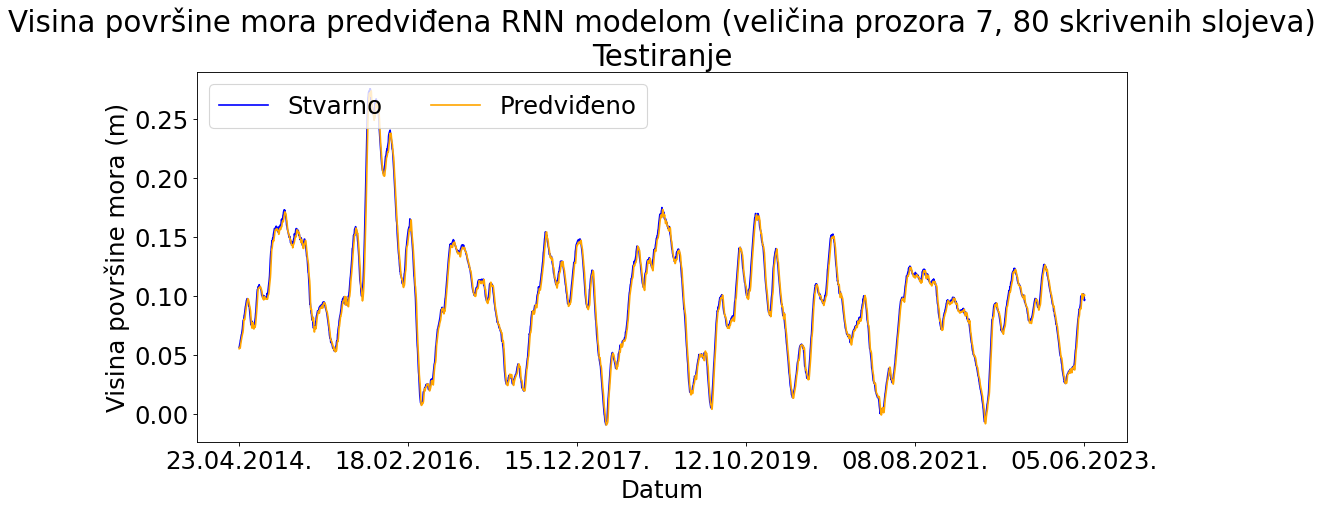 Visina površine mora predviđena RNN modelom (veličina prozora 7, 80 skrivenih slojeva)
Testiranje
Stvarno Predviđeno
Visina površine mora (m)
0.25
0.20
0.15
0.10
0.05
0.00
23.04.2014. 18.02.2016. 15.12.2017. 12.10.2019. 08.08.2021. 05.06.2023.
Datum